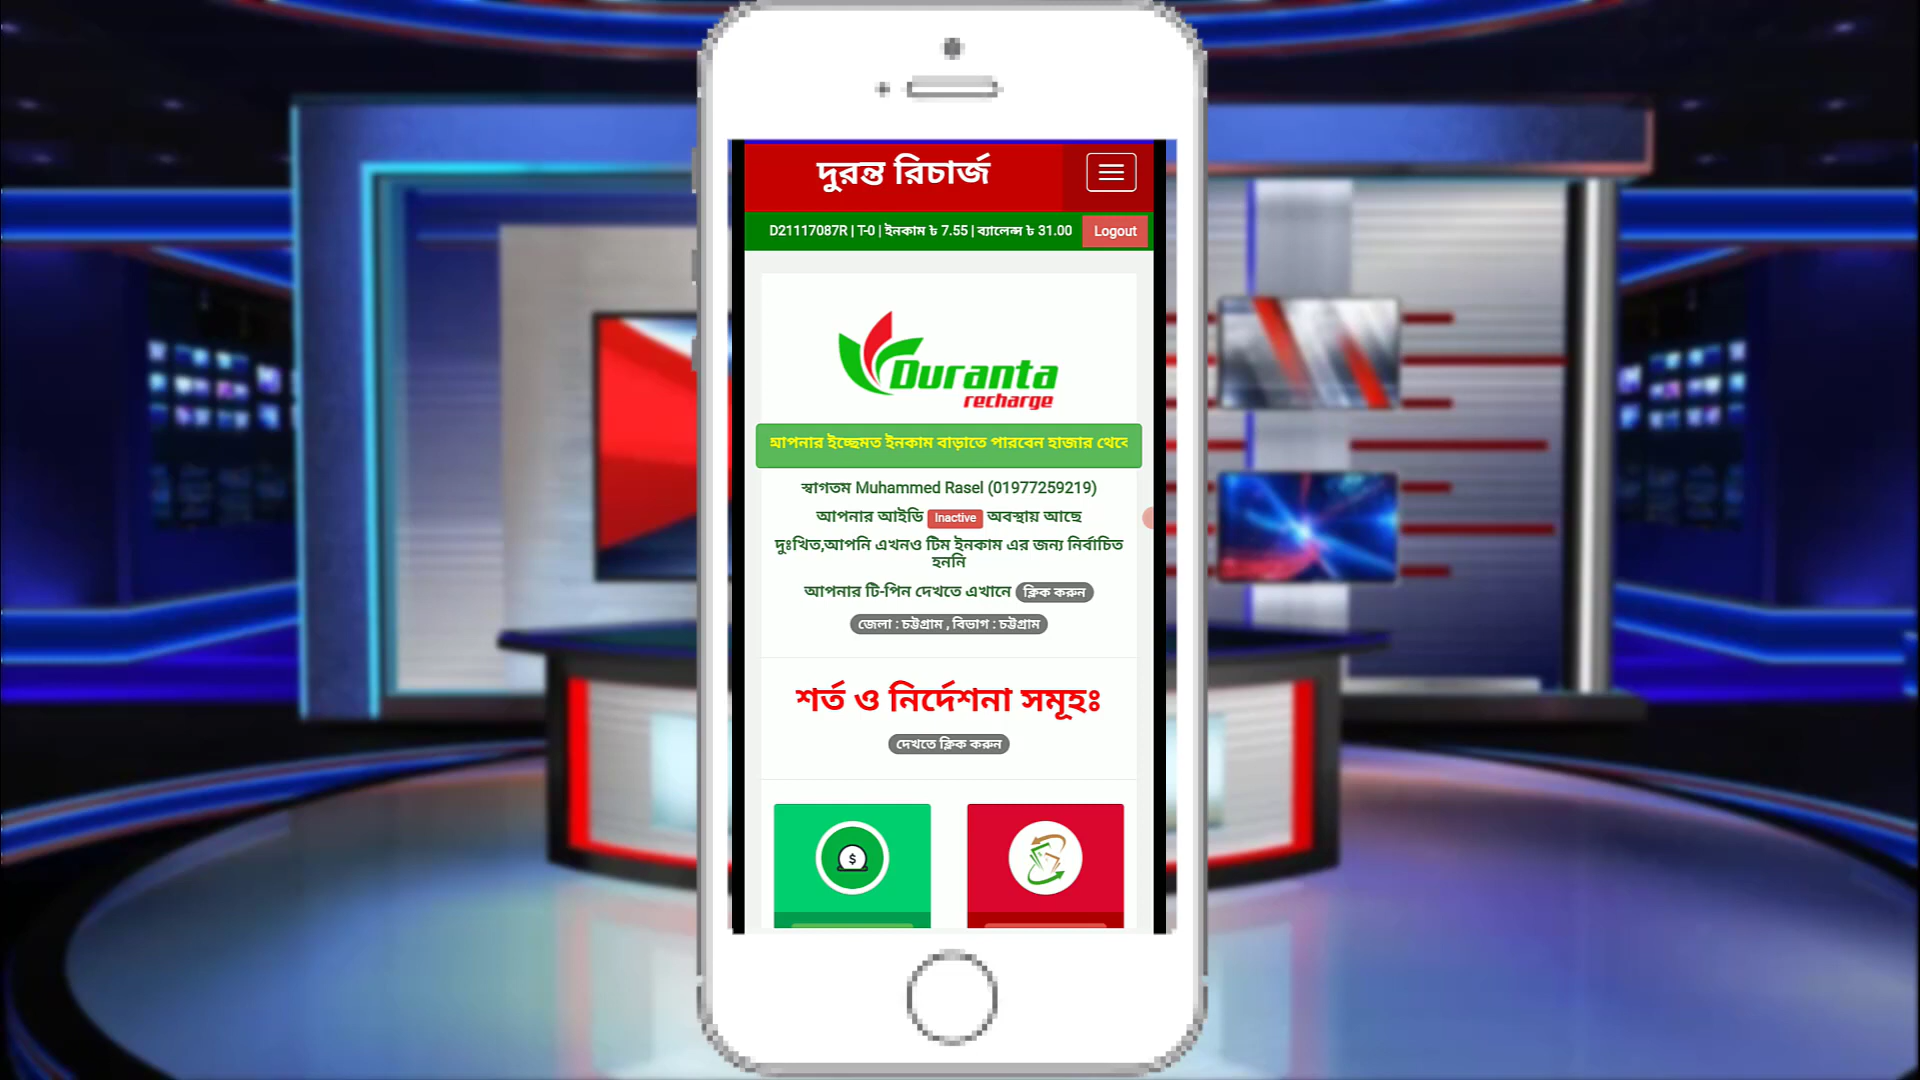 দুরন্ত রিচার্জ
D21117087R | T-0 | ইনকাম ৳ 7.55 | ব্যালেন্স ৳ 31.00 Logout
Duranta
recharge
আপনার ইচ্ছেমত ইনকাম বাড়াতে পারবেন হাজার থেকে
স্বাগতম Muhammed Rasel (01977259219)
আপনার আইডি Inactive অবস্থায় আছে
দুঃখিত,আপনি এখনও টিম ইনকাম এর জন্য নির্বাচিত
হননি
আপনার টি-পিন দেখতে এখানে ক্লিক করুন
জেলা : চট্টগ্রাম , বিভাগ : চট্টগ্রাম
শর্ত ও নির্দেশনা সমূহঃ
দেখতে ক্লিক করুন
$